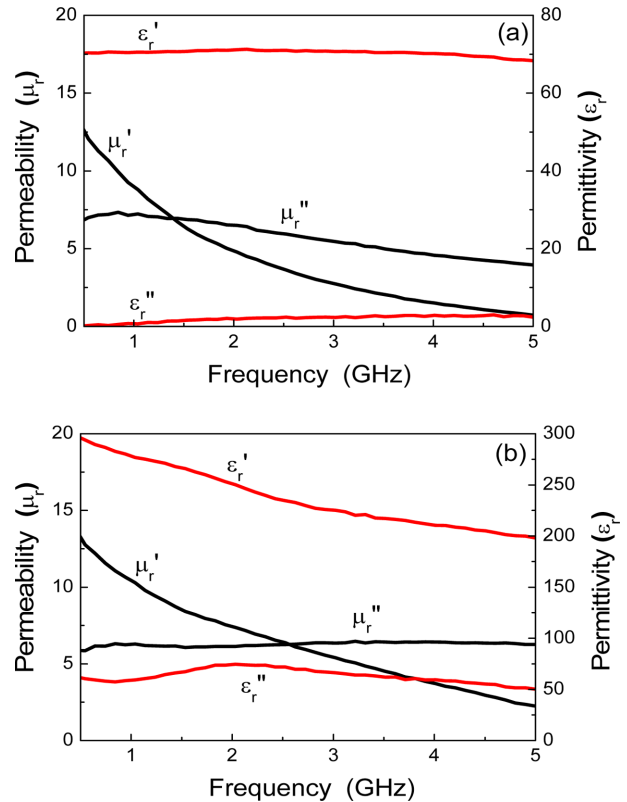 (a)
Permeability (μr)
Permittivity (εr)
20
15
10
5
0
80
60
40
20
0
εr'
μr'
μr''
εr''
1 2 3 4 5
Frequency (GHz)
(b)
Permeability (μr)
Permittivity (εr)
20
15
10
5
0
300
250
200
150
100
50
0
εr'
μr'
μr''
εr''
1 2 3 4 5
Frequency (GHz)